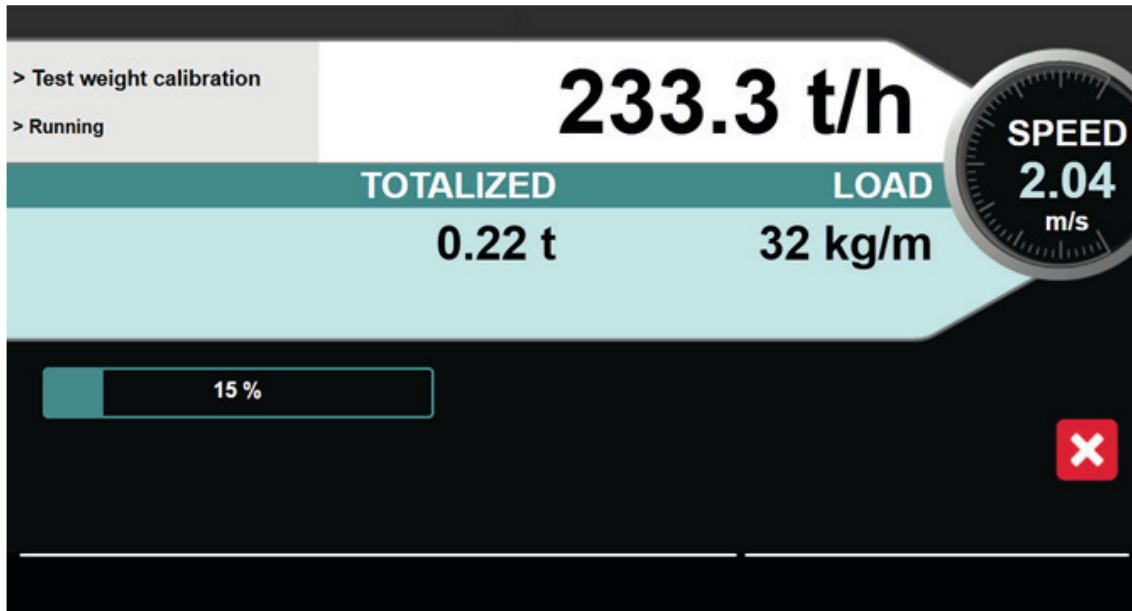 > Test weight calibration
> Running
233.3 t/h
SPEED
2.04
m/s
TOTALIZED LOAD
0.22 t 32 kg/m
15 %